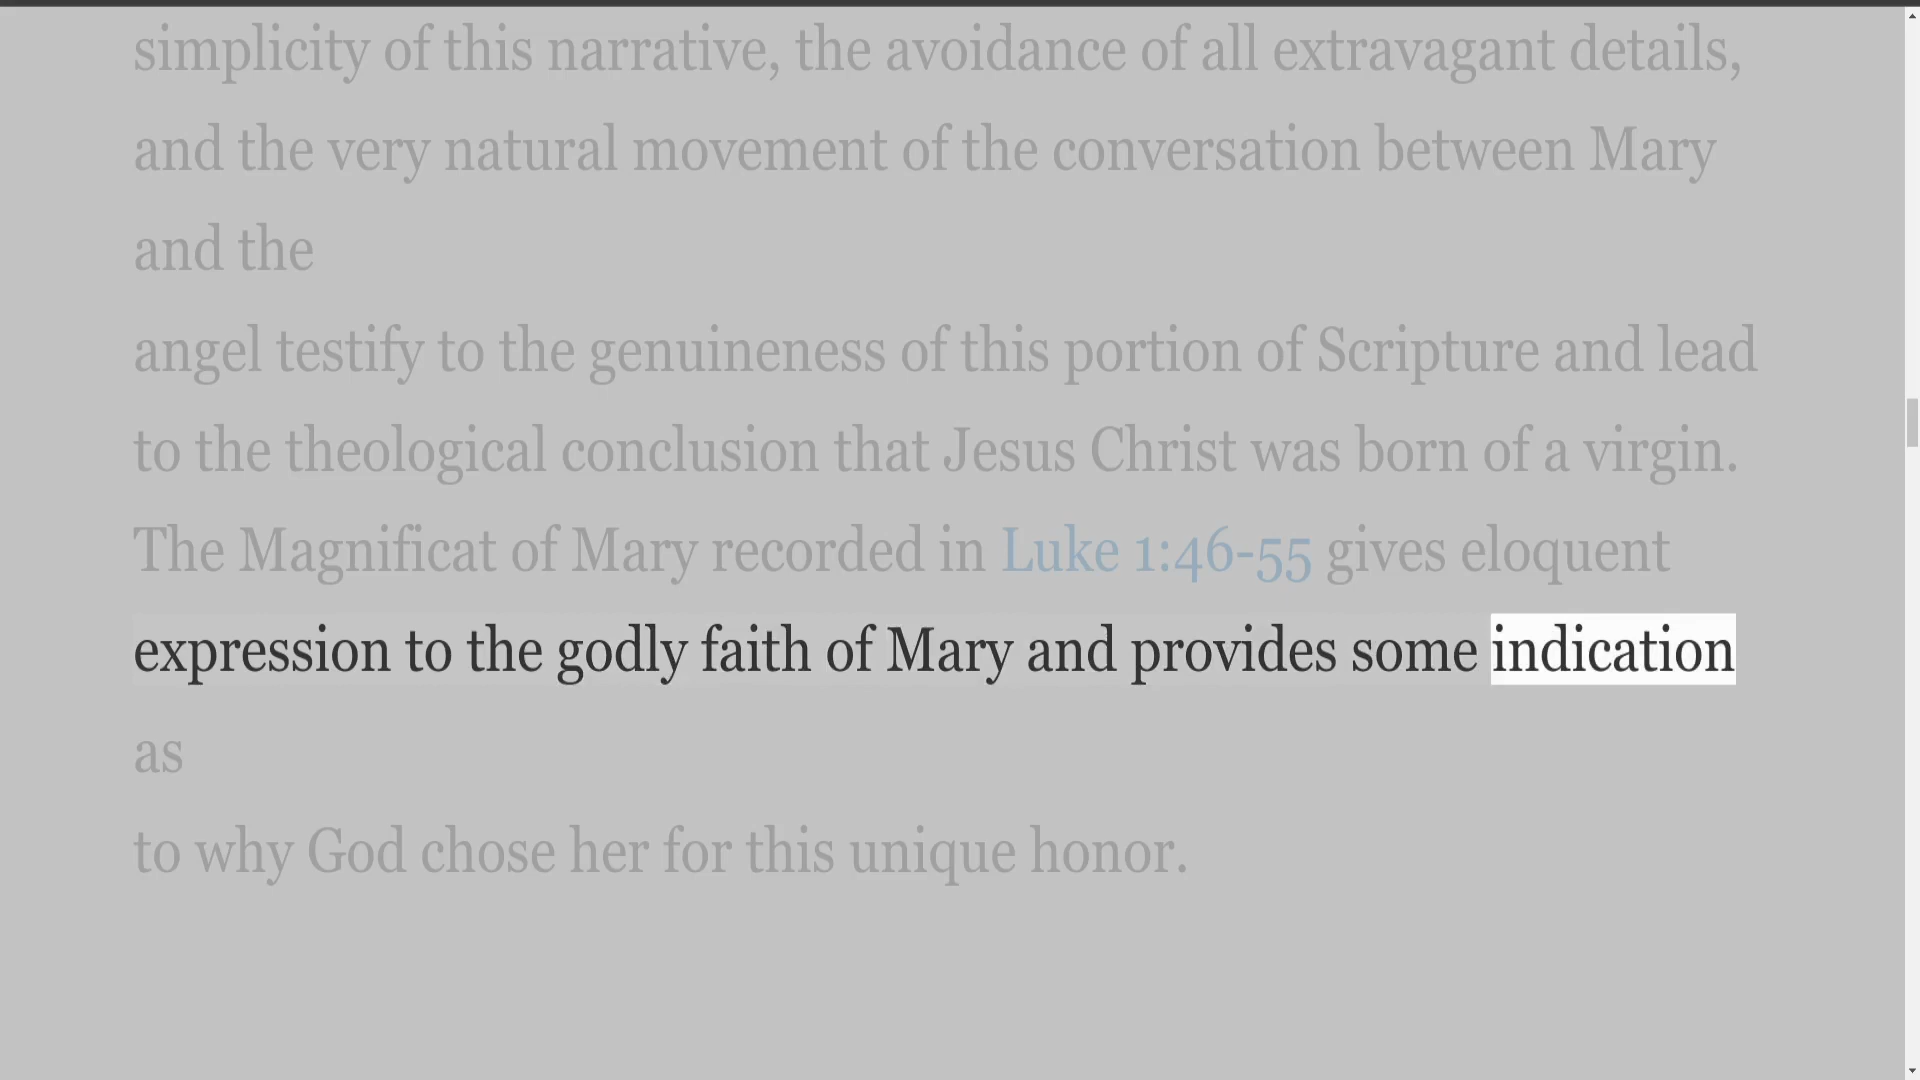 simplicity of this narrative, the avoidance of all extravagant details,
and the very natural movement of the conversation between Mary
and the
angel testify to the genuineness of this portion of Scripture and lead
to the theological conclusion that Jesus Christ was born of a virgin.
The Magnificat of Mary recorded in Luke 1:46-55 gives eloquent
expression to the godly faith of Mary and provides some indication
as
to why God chose her for this unique honor.